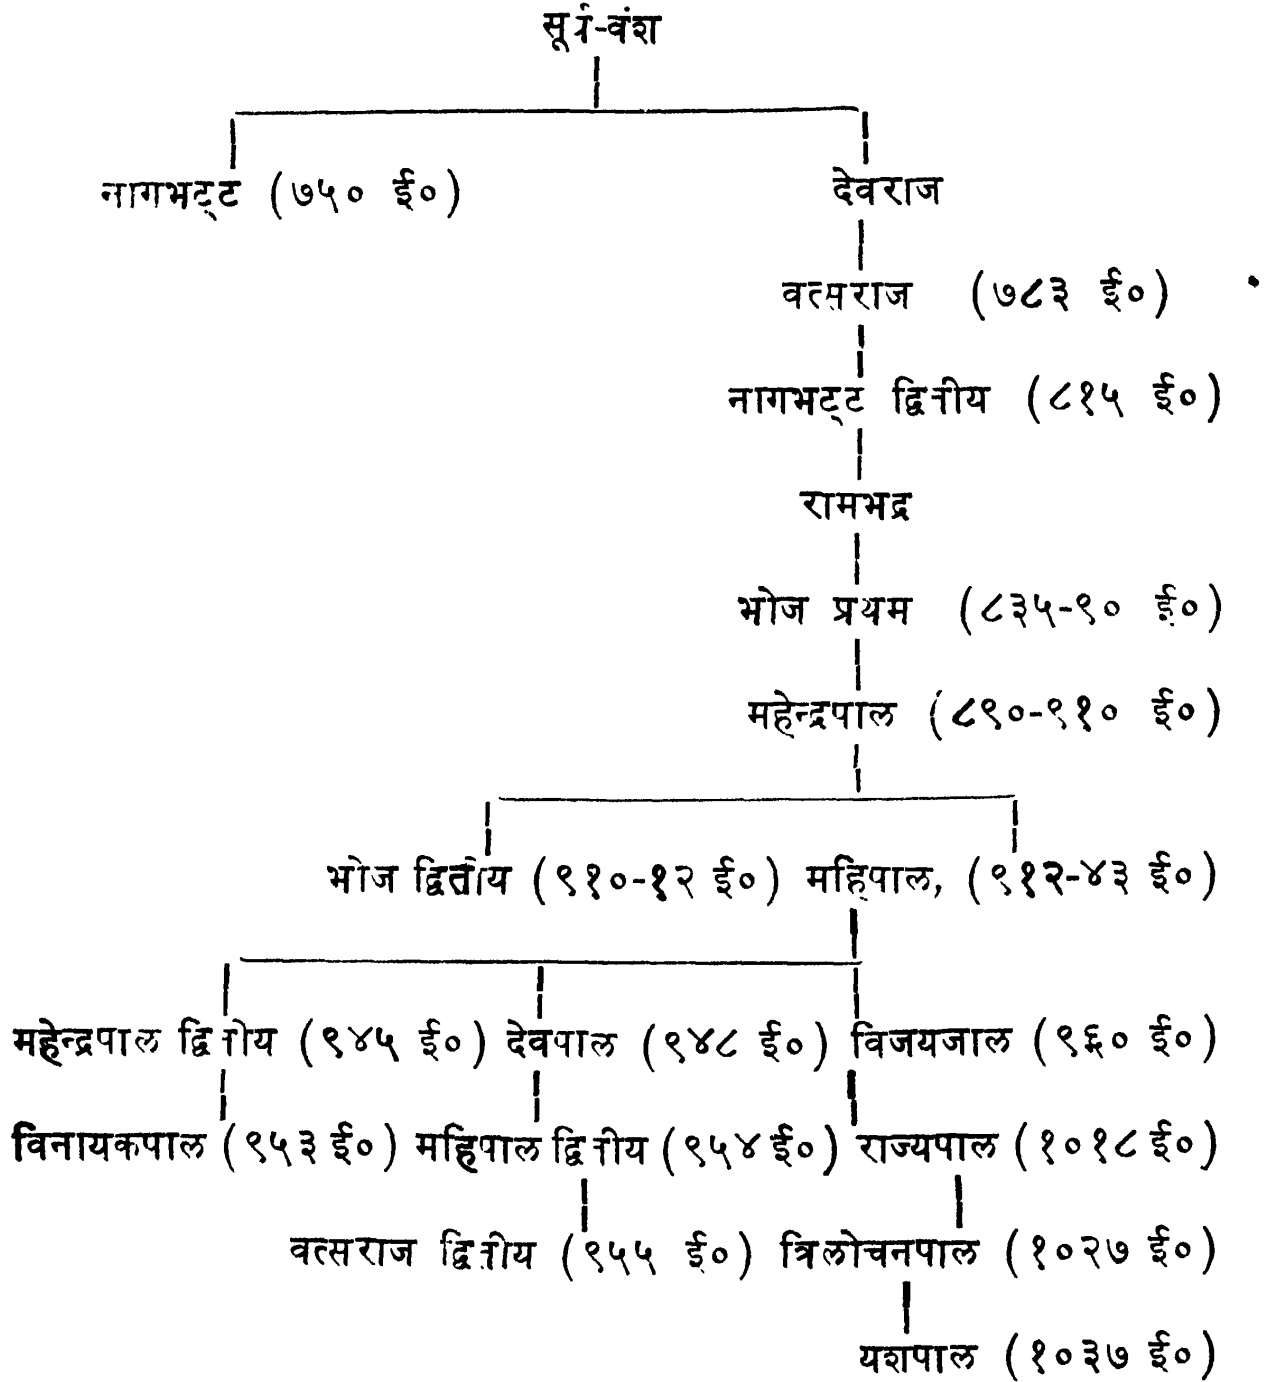 सूर्य-वंश
नागभट्ट (७५० ई०) देवराज
वत्सराज (७८३ ई०)
नागभट्ट द्वितीय (८१५ ई०)
रामभद्र
भोज प्रथम (८३५-९० ई०)
महेन्द्रपाल (८९०-९१० ई०)
भोज द्वितीय (९१०-१२ ई०) महिपाल, (९१२-४३ ई०)
महेन्द्रपाल द्वितीय (९४५ ई०) देवपाल (९४८ ई०) विजयजाल (९६० ई०)
विनायकपाल (९५३ ई०) महिपाल द्वितीय (९५४ ई०) राज्यपाल (१०१८ ई०)
वत्सराज द्वितीय (९५५ ई०) त्रिलोचनपाल (१०२७ ई०)
यशपाल (१०३७ ई०)